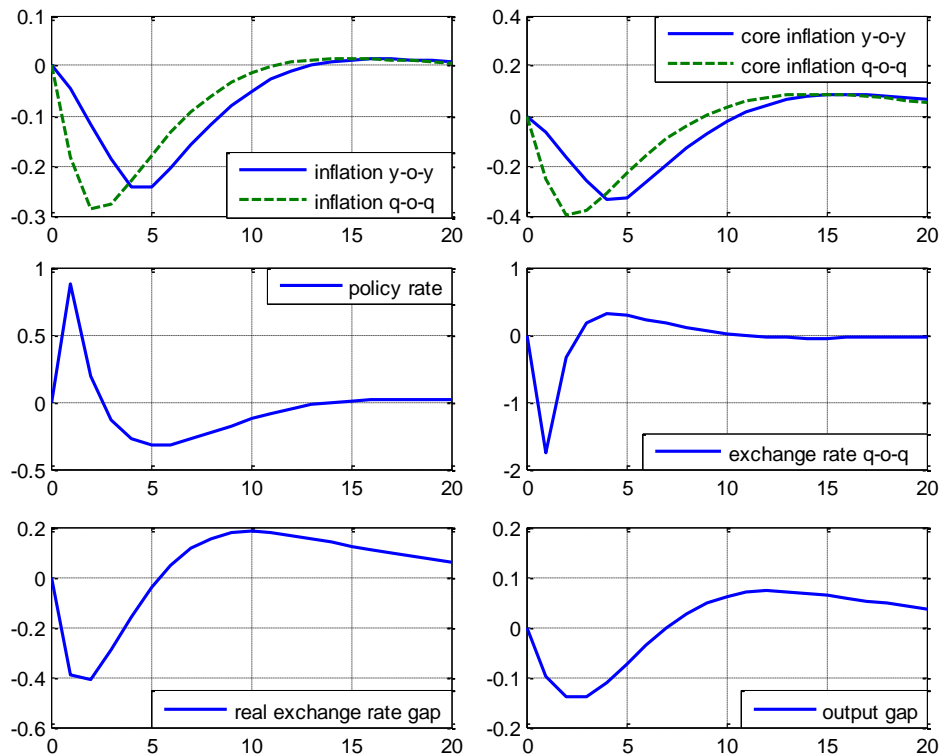 0.1
0
-0.1
-0.2
-0.3
0 5 10 15 20
inflation y-o-y
inflation q-o-q
0.4
0.2
0
-0.2
-0.4
0 5 10 15 20
core inflation y-o-y
core inflation q-o-q
1
0.5
0
-0.5
0 5 10 15 20
policy rate
1
0
-1
-2
0 5 10 15 20
exchange rate q-o-q
0.2
0
-0.2
-0.4
-0.6
0 5 10 15 20
real exchange rate gap
0.2
0.1
0
-0.1
-0.2
0 5 10 15 20
output gap